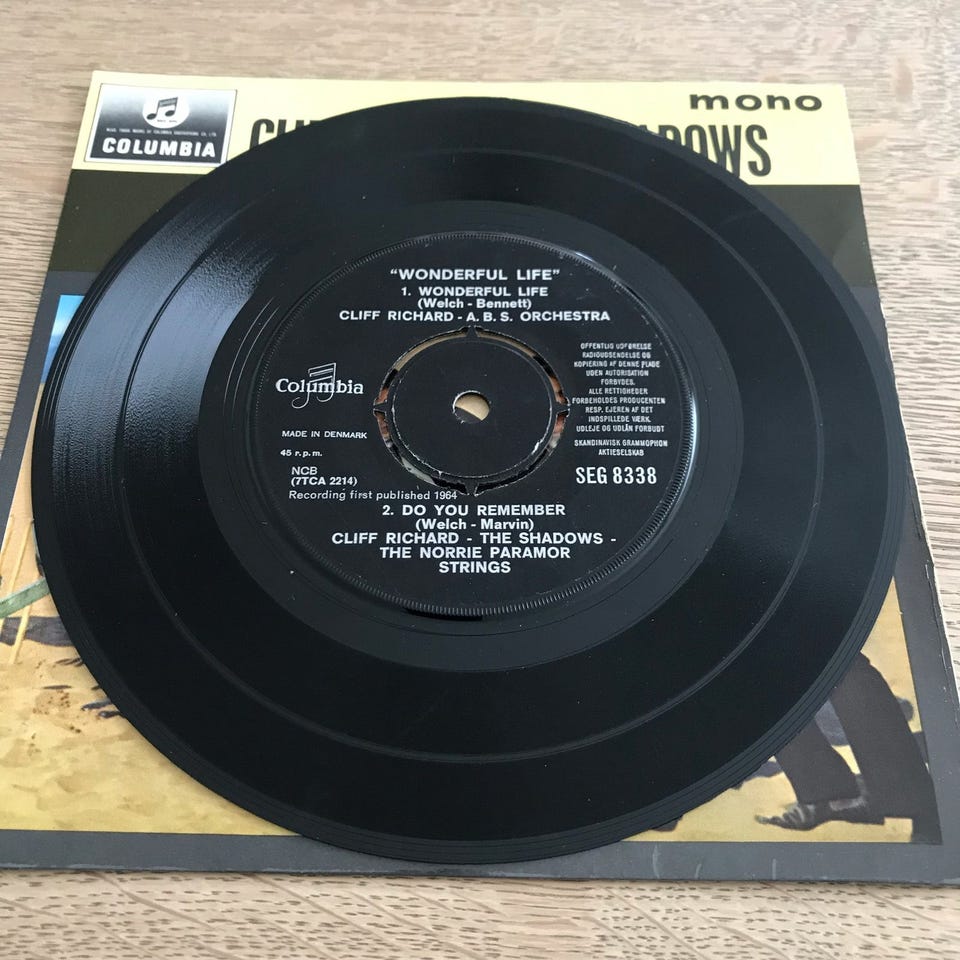 mono
COLUMBIA
DOWS
"WONDERFUL LIFE"
1. WONDERFUL LIFE
(Welch - Bennett)
CLIFF RICHARD - A. B. S. ORCHESTRA
Columbia
OFFENTLIG UDFØRELSE
RADIOUDSENDELSE OG
KOPIERING AF DENNE PLADE
UDEN AUTORISATION
FORBYDES.
ALLE RETTIGHEDER
FORBEHOLDES PRODUCENTEN
RESP. EJEREN AF DET
INDSPILLEDE VÆRK.
UDLEJE OG UDLÅN FORBUDT
SKANDINAVISK GRAMMOPHON
AKTIESELSKAB
MADE IN DENMARK
45 r.p.m.
NCB
(7TCA 2214)
SEG 8338
Recording first published 1964
2. DO YOU REMEMBER
(Welch - Marvin)
CLIFF RICHARD - THE SHADOWS -
THE NORRIE PARAMOR
STRINGS